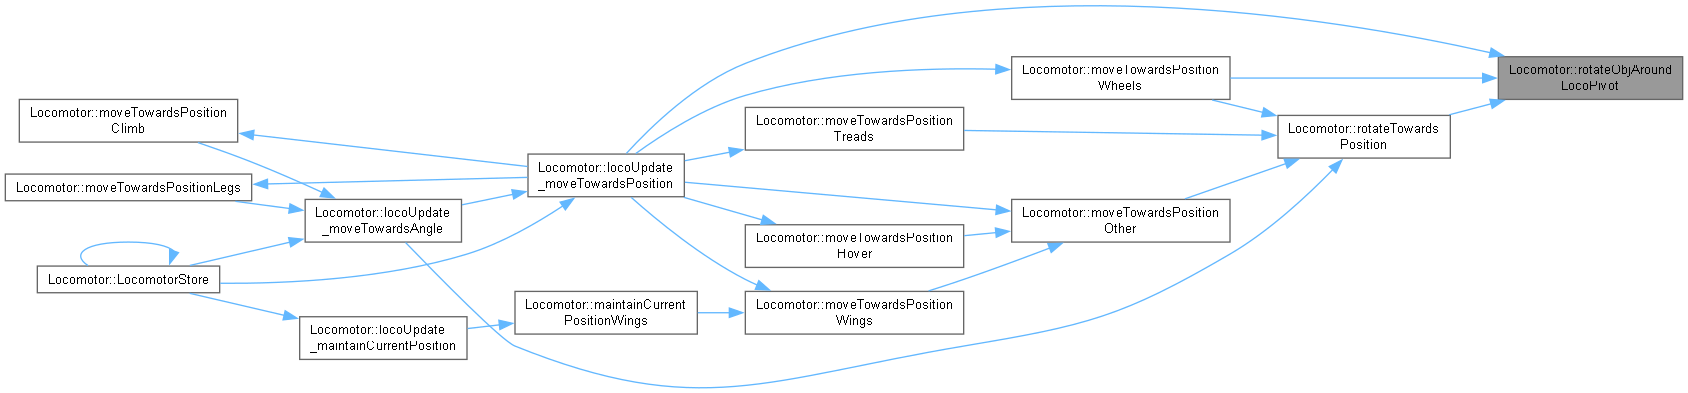 Locomotor::moveTowardsPosition
Climb
Locomotor::moveTowardsPositionLegs
Locomotor::LocomotorStore
Locomotor::locoUpdate
_moveTowardsAngle
Locomotor::locoUpdate
_maintainCurrentPosition
Locomotor::locoUpdate
_moveTowardsPosition
Locomotor::maintainCurrent
PositionWings
Locomotor::moveTowardsPosition
Treads
Locomotor::moveTowardsPosition
Hover
Locomotor::moveTowardsPosition
Wings
Locomotor::moveTowardsPosition
Wheels
Locomotor::moveTowardsPosition
Other
Locomotor::rotateTowards
Position
Locomotor::rotateObjAround
LocoPivot